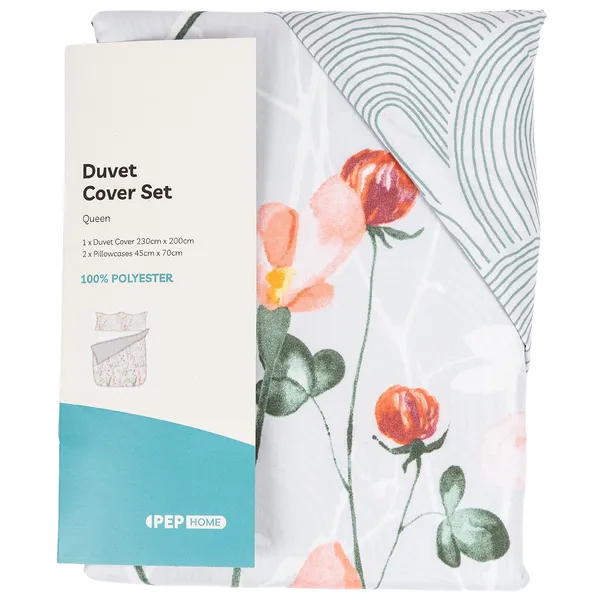 Duvet
Cover Set
Queen
1 x Duvet Cover 230cm x 200cm
2 x Pillowcases 45cm x 70cm
100% POLYESTER
PEP HOME